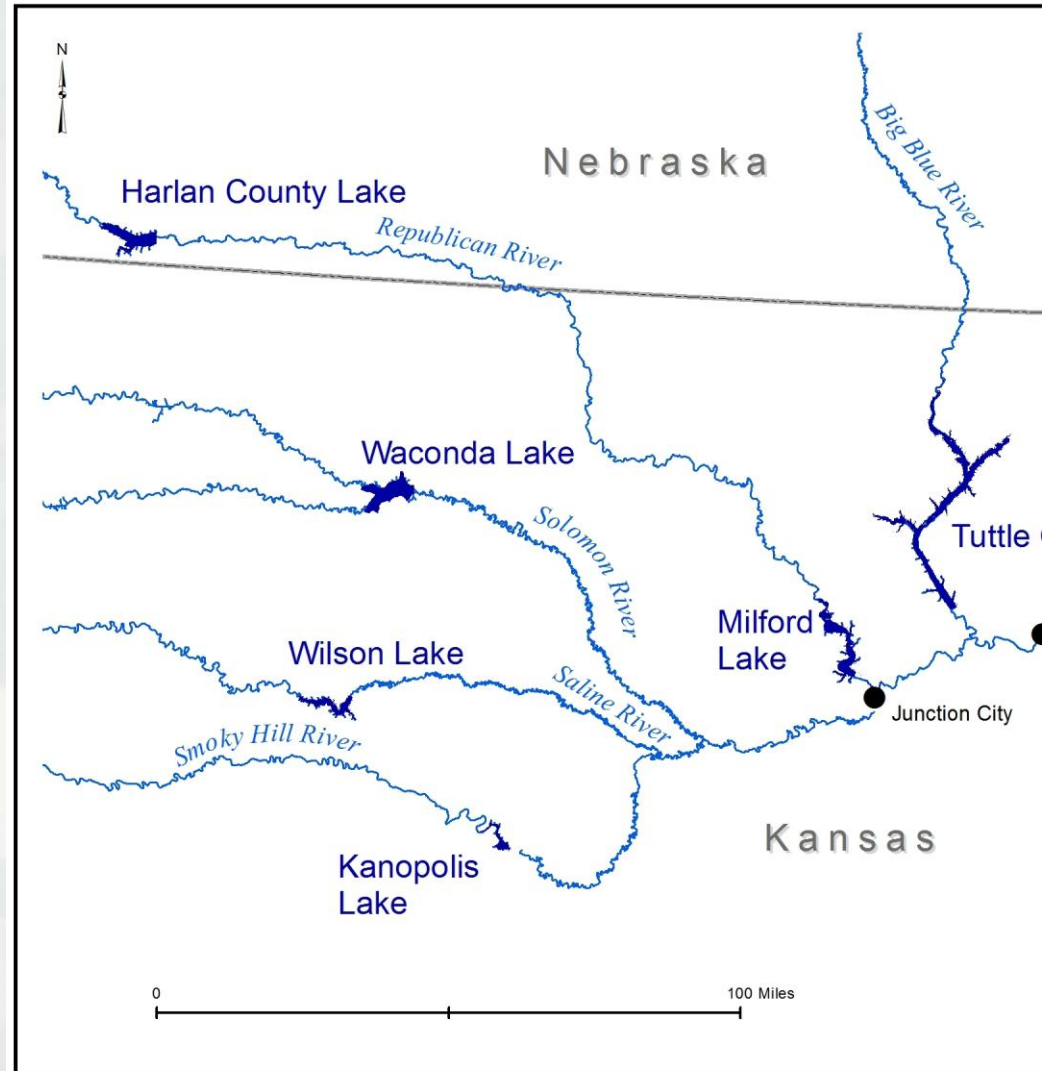 N
Nebraska
Big Blue River
Harlan County Lake
Republican River
Waconda Lake
Solomon River
Tuttle
Milford
Lake
Wilson Lake
Saline River
Junction City
Smoky Hill River
Kansas
Kanopolis
Lake
0
100 Miles